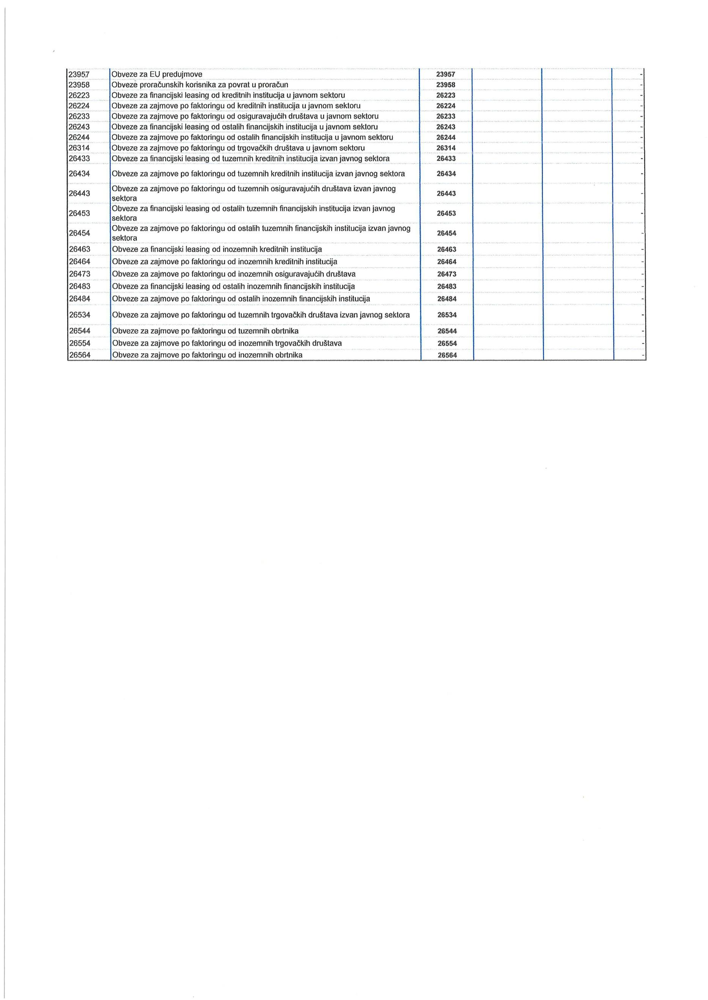 23957 Obveze za EU predujmove 23957 -
23958 Obveze proračunskih korisnika za povrat u proračun 23958 -
26223 Obveze za financijski leasing od kreditnih institucija u javnom sektoru 26223 -
26224 Obveze za zajmove po faktoringu od kreditnih institucija u javnom sektoru 26224 -
26233 Obveze za zajmove po faktoringu od osiguravajućih društava u javnom sektoru 26233 -
26243 Obveze za financijski leasing od ostalih financijskih institucija u javnom sektoru 26243 -
26244 Obveze za zajmove po faktoringu od ostalih financijskih institucija u javnom sektoru 26244 -
26314 Obveze za zajmove po faktoringu od trgovačkih društava u javnom sektoru 26314 -
26433 Obveze za financijski leasing od tuzemnih kreditnih institucija izvan javnog sektora 26433 -
26434 Obveze za zajmove po faktoringu od tuzemnih kreditnih institucija izvan javnog sektora 26434 -
26443 Obveze za zajmove po faktoringu od tuzemnih osiguravajućih društava izvan javnog
sektora 26443 -
26453 Obveze za financijski leasing od ostalih tuzemnih financijskih institucija izvan javnog
sektora 26453 -
26454 Obveze za zajmove po faktoringu od ostalih tuzemnih financijskih institucija izvan javnog
sektora 26454 -
26463 Obveze za financijski leasing od inozemnih kreditnih institucija 26463 -
26464 Obveze za zajmove po faktoringu od inozemnih kreditnih institucija 26464 -
26473 Obveze za zajmove po faktoringu od inozemnih osiguravajućih društava 26473 -
26483 Obveze za financijski leasing od ostalih inozemnih financijskih institucija 26483 -
26484 Obveze za zajmove po faktoringu od ostalih inozemnih financijskih institucija 26484 -
26534 Obveze za zajmove po faktoringu od tuzemnih trgovačkih društava izvan javnog sektora 26534 -
26544 Obveze za zajmove po faktoringu od tuzemnih obrtnika 26544 -
26554 Obveze za zajmove po faktoringu od inozemnih trgovačkih društava 26554 -
26564 Obveze za zajmove po faktoringu od inozemnih obrtnika 26564 -